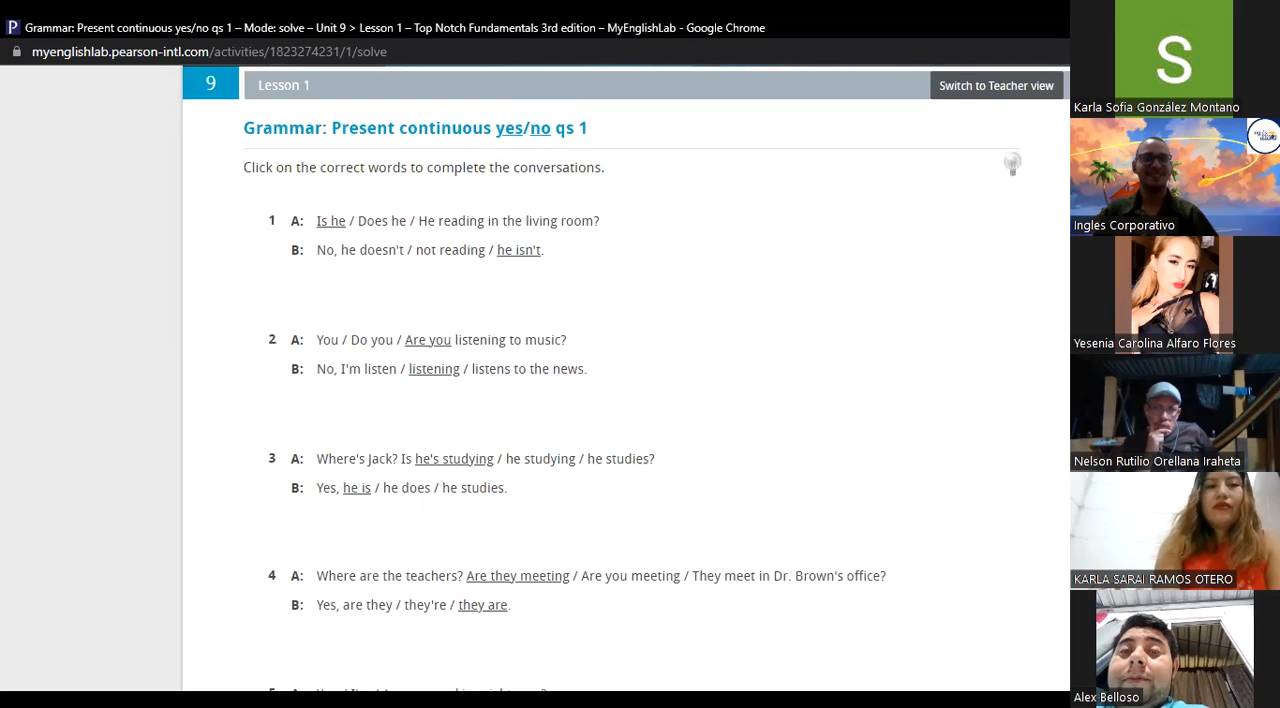 Grammar: Present continuous yes/no qs 1 – Mode: solve – Unit 9 > Lesson 1 – Top Notch Fundamentals 3rd edition – MyEnglishLab - Google Chrome
myenglishlab.pearson-intl.com/activities/1823274231/1/solve
9 Lesson 1 Switch to Teacher view
Grammar: Present continuous yes/no qs 1
Click on the correct words to complete the conversations.
1 A: Is he / Does he / He reading in the living room?
B: No, he doesn't / not reading / he isn't.
2 A: You / Do you / Are you listening to music?
B: No, I'm listen / listening / listens to the news.
3 A: Where's Jack? Is he's studying / he studying / he studies?
B: Yes, he is / he does / he studies.
4 A: Where are the teachers? Are they meeting / Are you meeting / They meet in Dr. Brown's office?
B: Yes, are they / they're / they are.
S
Karla Sofia González Montano
Ingles Corporativo
Yesenia Carolina Alfaro Flores
Nelson Rutilio Orellana Iraheta
KARLA SARAI RAMOS OTERO
Alex Belloso